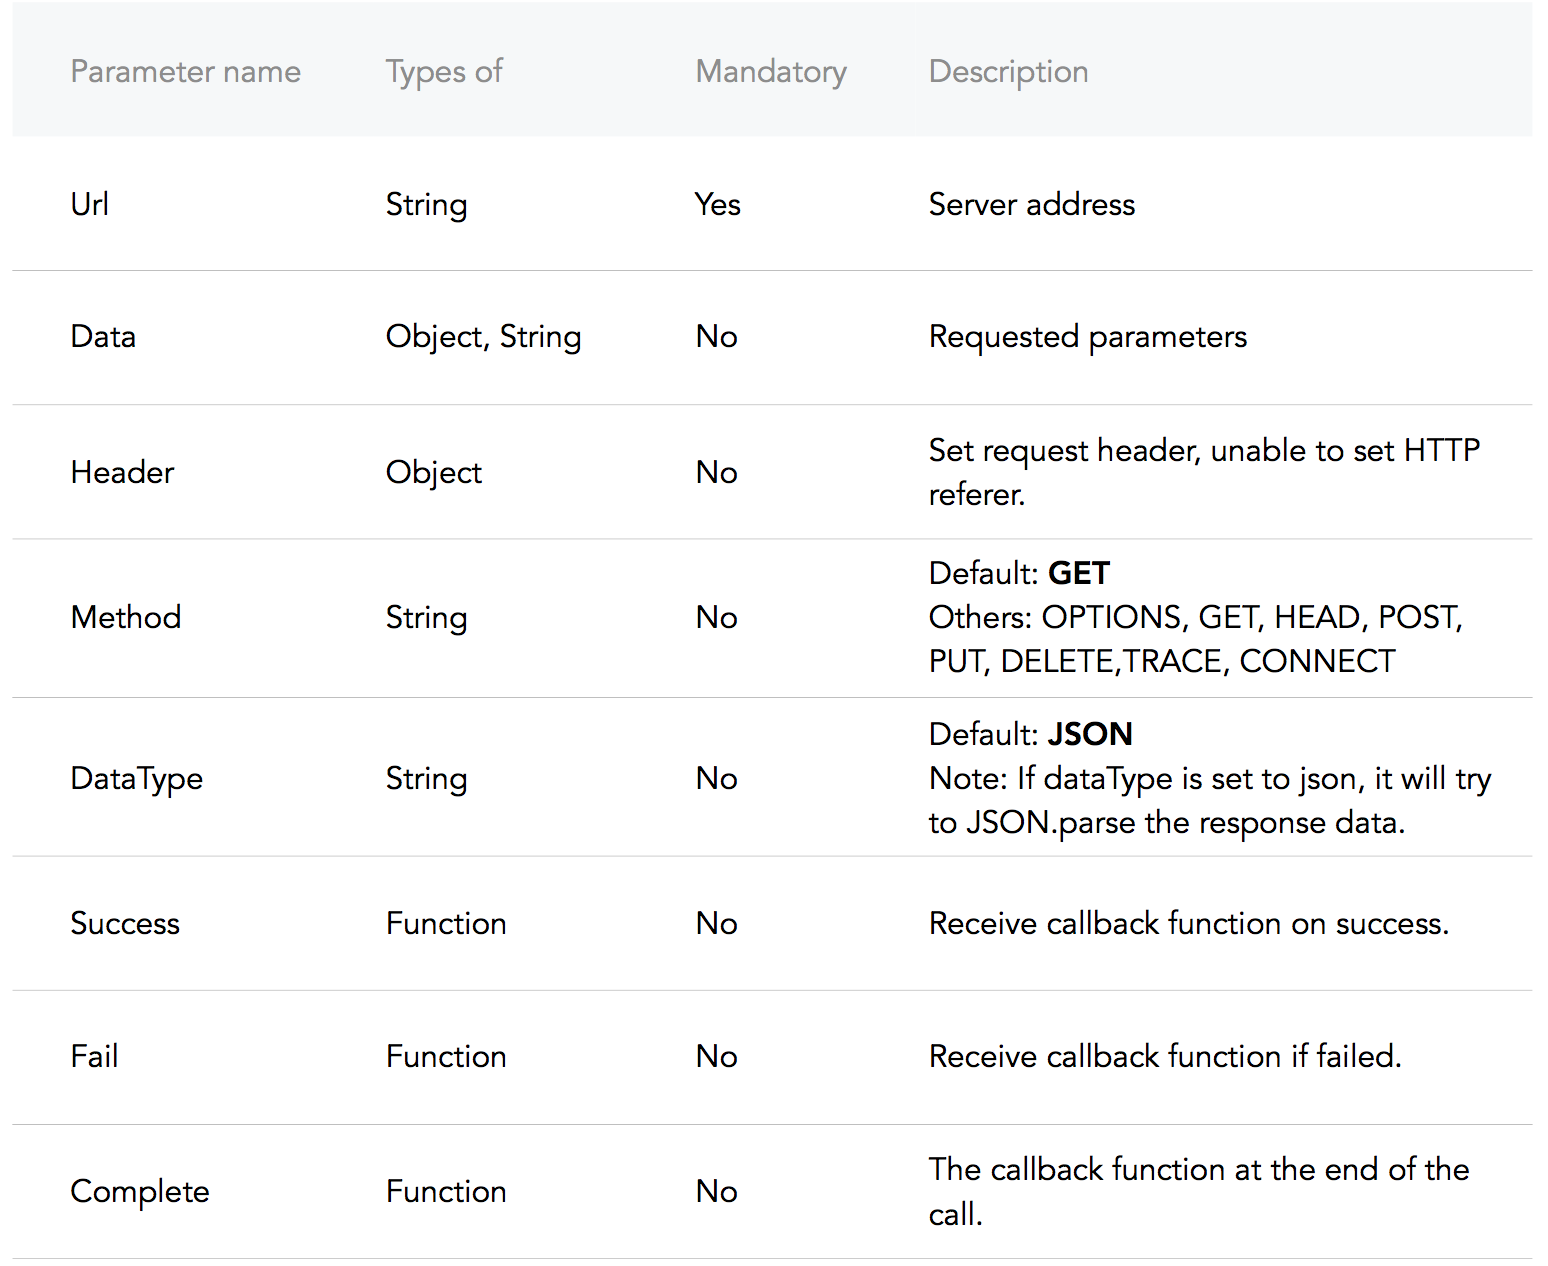 Parameter name Types of Mandatory Description
Url String Yes Server address
Data Object, String No Requested parameters
Header Object No Set request header, unable to set HTTP
referer.
Method String No Default: GET
Others: OPTIONS, GET, HEAD, POST,
PUT, DELETE,TRACE, CONNECT
DataType String No Default: JSON
Note: If dataType is set to json, it will try
to JSON.parse the response data.
Success Function No Receive callback function on success.
Fail Function No Receive callback function if failed.
Complete Function No The callback function at the end of the
call.